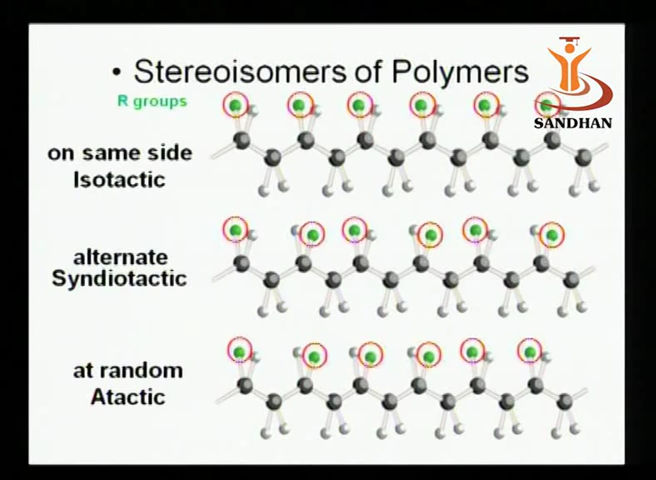 • Stereoisomers of Polymers
R groups
SANDHAN
on same side
Isotactic
alternate
Syndiotactic
at random
Atactic